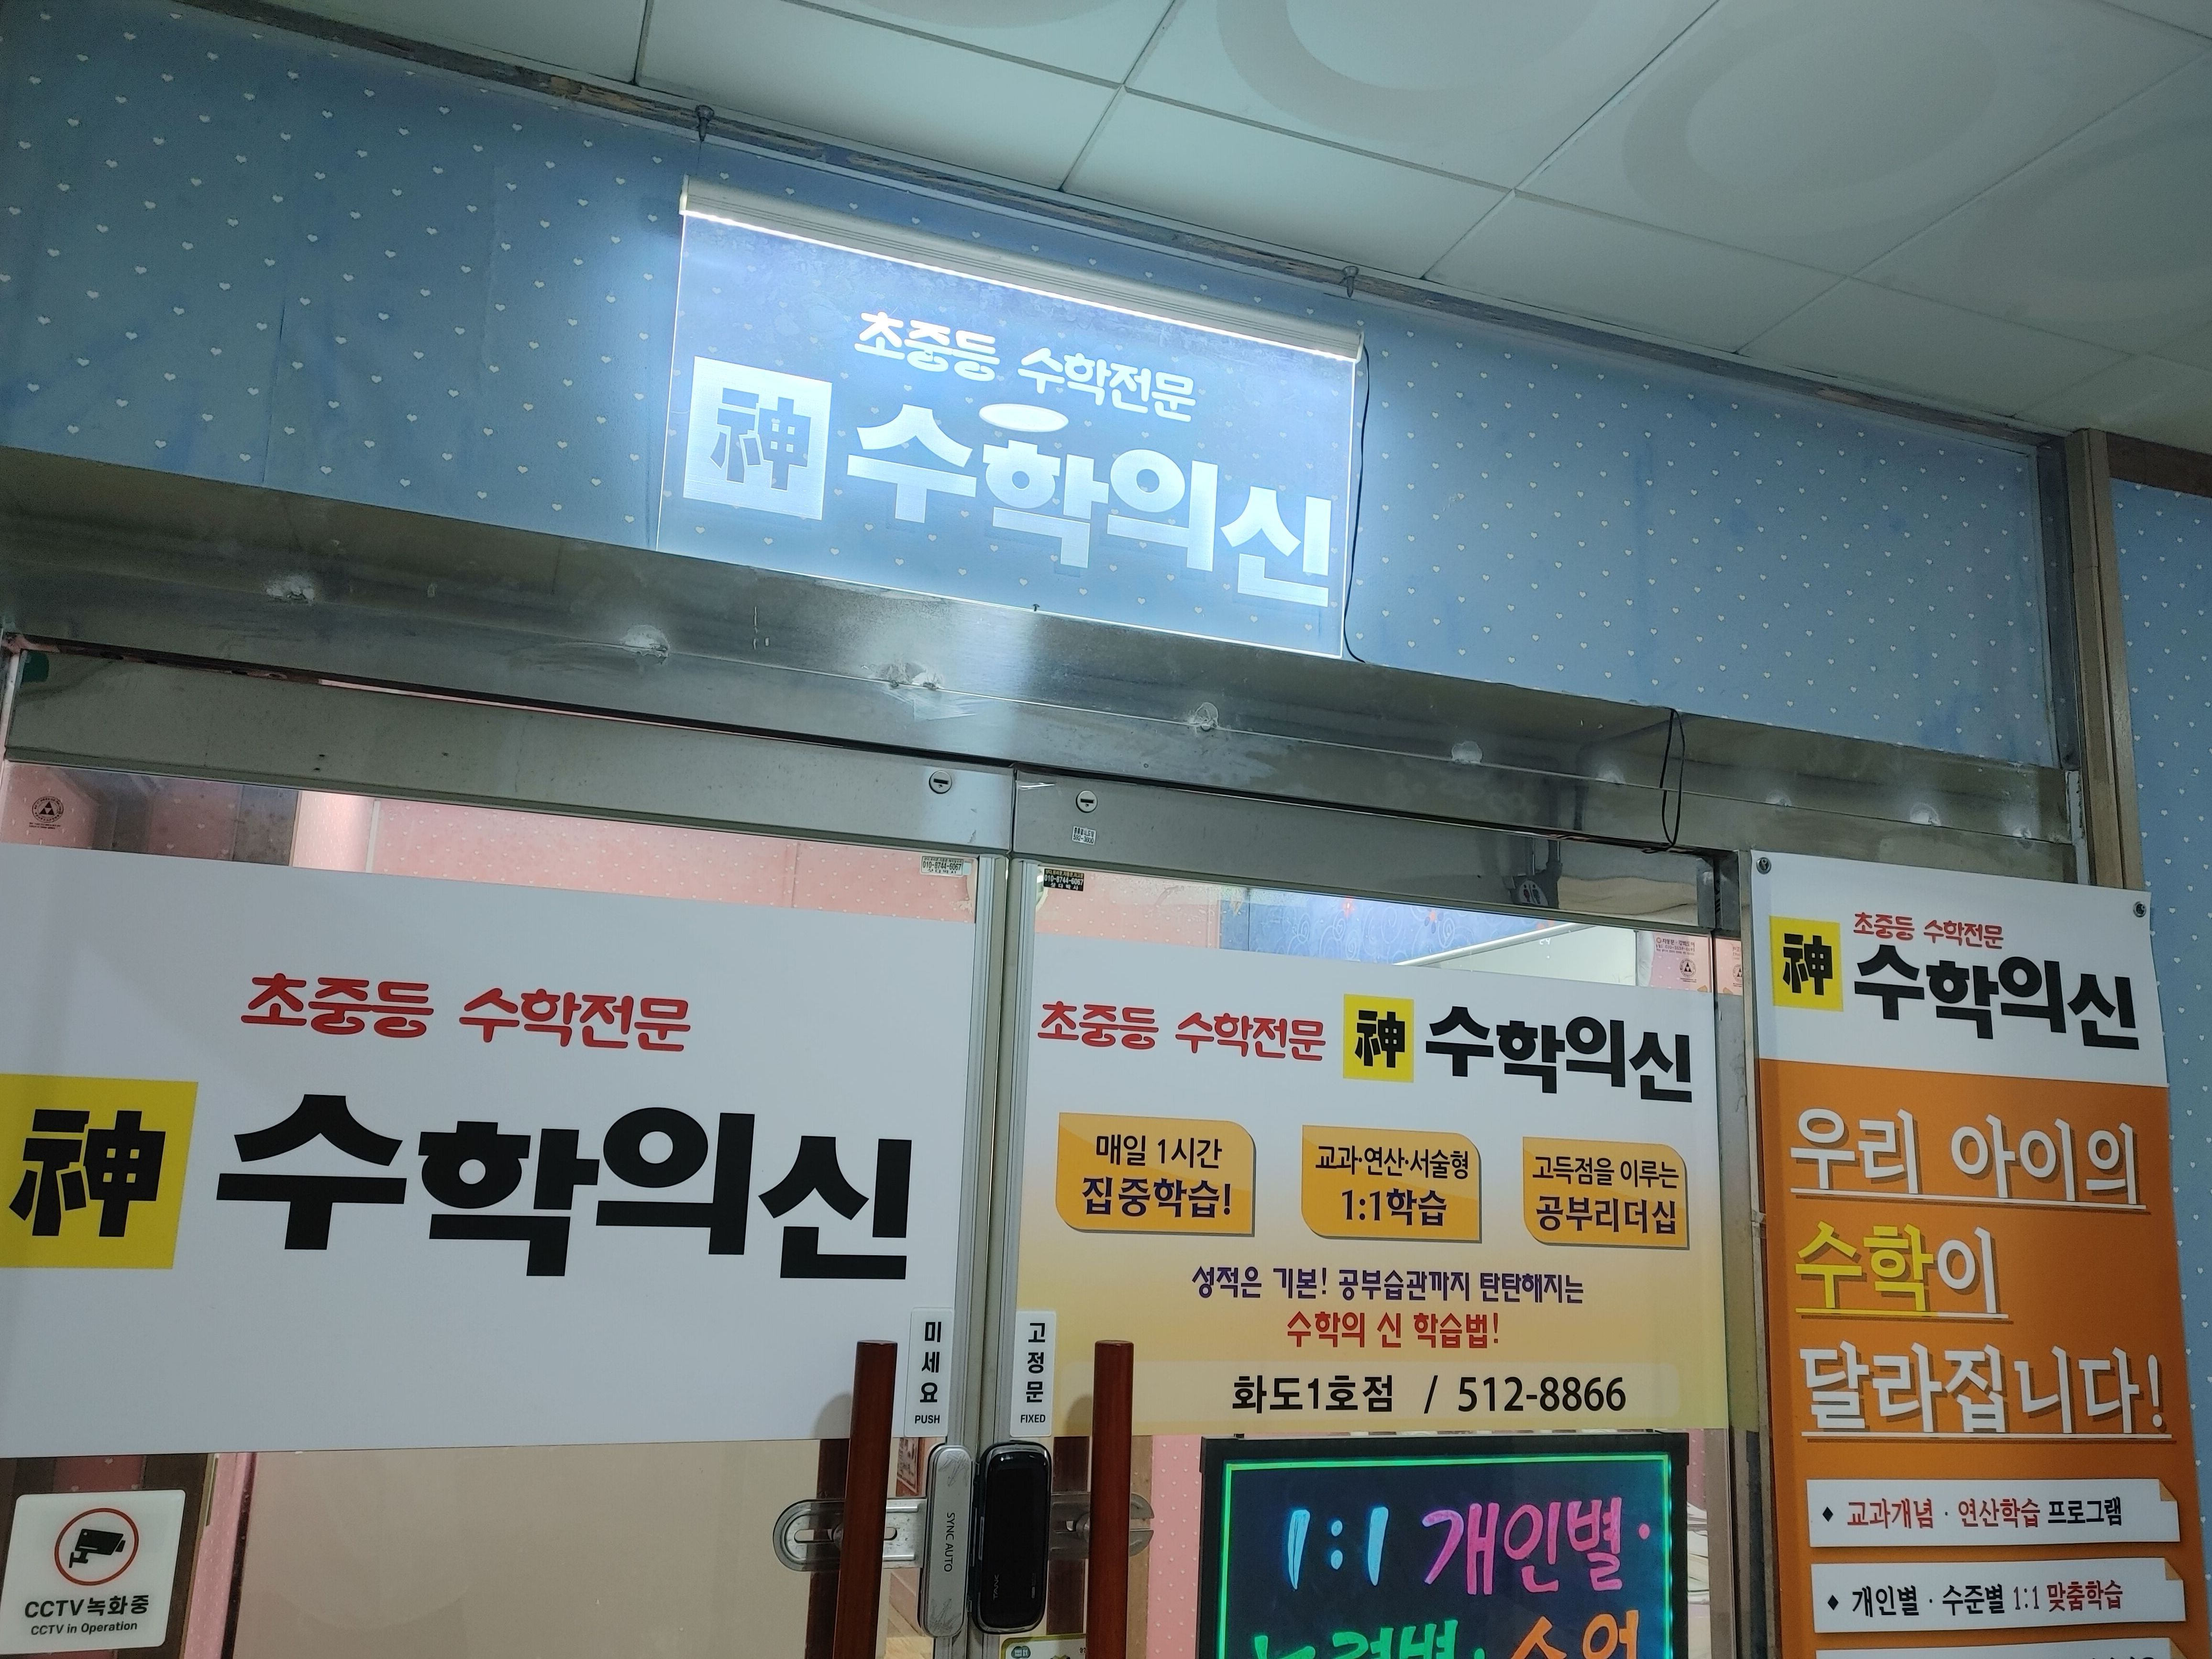 초중등 수학전문
神 수학의신
초중등 수학전문
神 수학의신
미세요
PUSH
CCTV 녹화중
CCTV in Operation
초중등 수학전문 神 수학의신
매일 1시간
집중학습!
교과·연산·서술형
1:1학습
고득점을 이루는
공부리더십
성적은 기본! 공부습관까지 탄탄해지는
수학의 신 학습법!
화도1호점 / 512-8866
고정문
FIXED
SYNC AUTO
1:1 개인별·
초중등 수학전문
神 수학의신
우리 아이의
수학이
달라집니다!
◆ 교과개념 · 연산학습 프로그램
◆ 개인별 · 수준별 1:1 맞춤학습